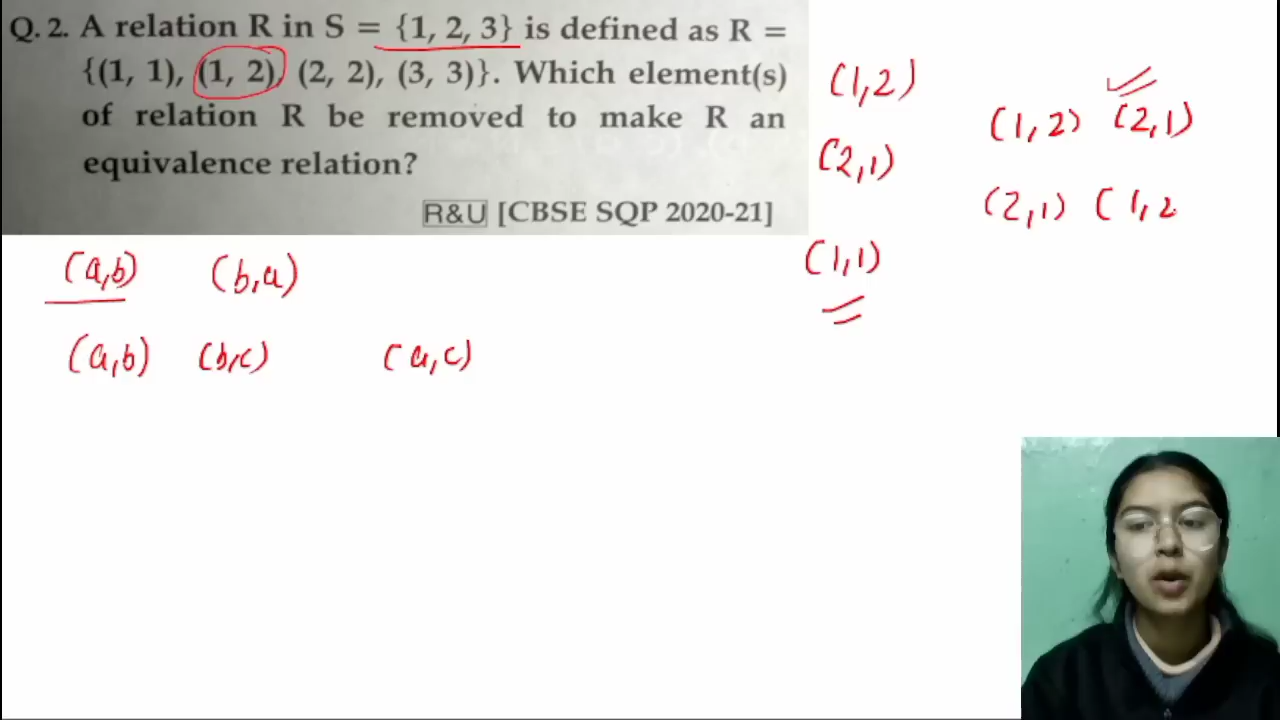 Q. 2. A relation R in S = {1, 2, 3} is defined as R =
{(1, 1), (1, 2), (2, 2), (3, 3)}. Which element(s)
of relation R be removed to make R an
equivalence relation?
R&U [CBSE SQP 2020-21]
(1,2)
(2,1)
(1,1)
(1,2) (2,1)
(2,1) (1,2
(a,b) (b,a)
(a,b) (b,c) (a,c)